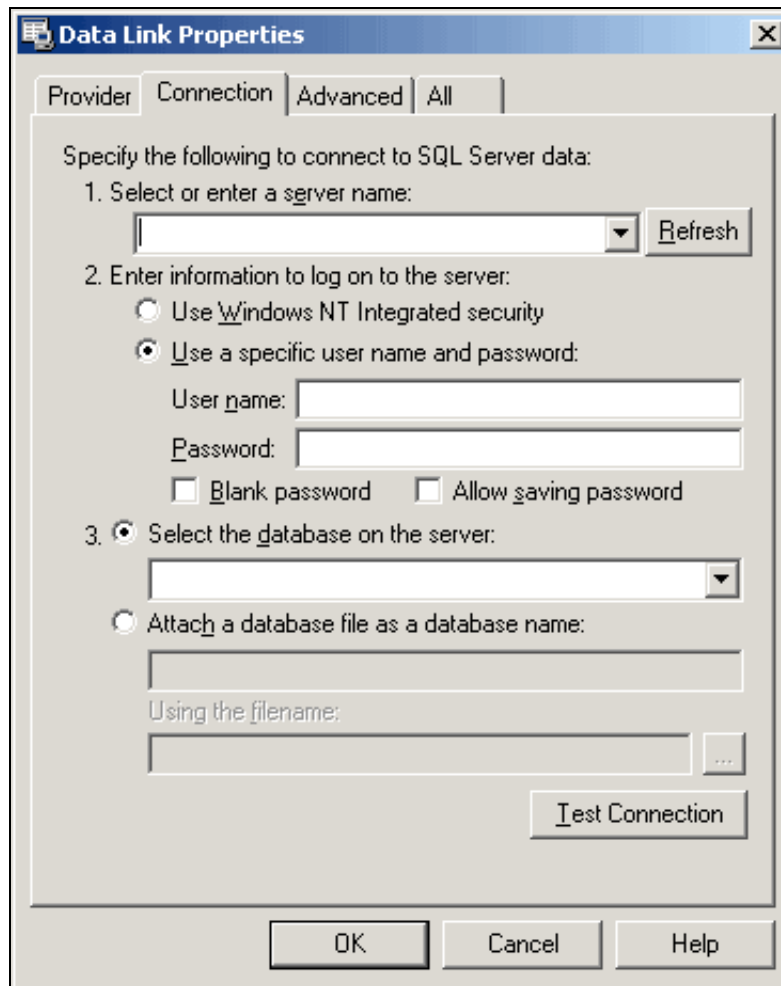 Data Link Properties
Provider Connection Advanced All
Specify the following to connect to SQL Server data:
1. Select or enter a server name:
Refresh
2. Enter information to log on to the server:
Use Windows NT Integrated security
Use a specific user name and password:
User name:
Password:
Blank password Allow saving password
3. Select the database on the server:
Attach a database file as a database name:
Using the filename:
...
Test Connection
OK Cancel Help